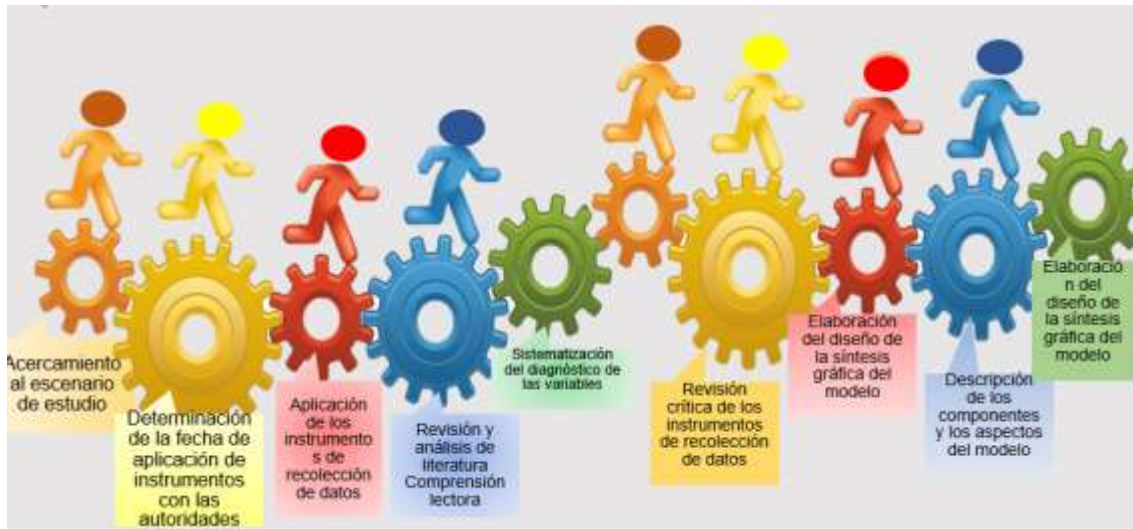 Acercamiento
al escenario
de estudio
Determinación
de la fecha de
aplicación de
instrumentos
con las
autoridades
Aplicación
de los
instrumento
s de
recolección
de datos
Revisión y
análisis de
literatura
Comprensión
lectora
Sistematización
del diagnóstico de
las variables
Revisión
crítica de los
instrumentos
de recolección
de datos
Elaboración
del diseño de
la síntesis
gráfica del
modelo
Descripción
de los
componentes
y los aspectos
del modelo
Elaboració
n del
diseño de
la síntesis
gráfica del
modelo